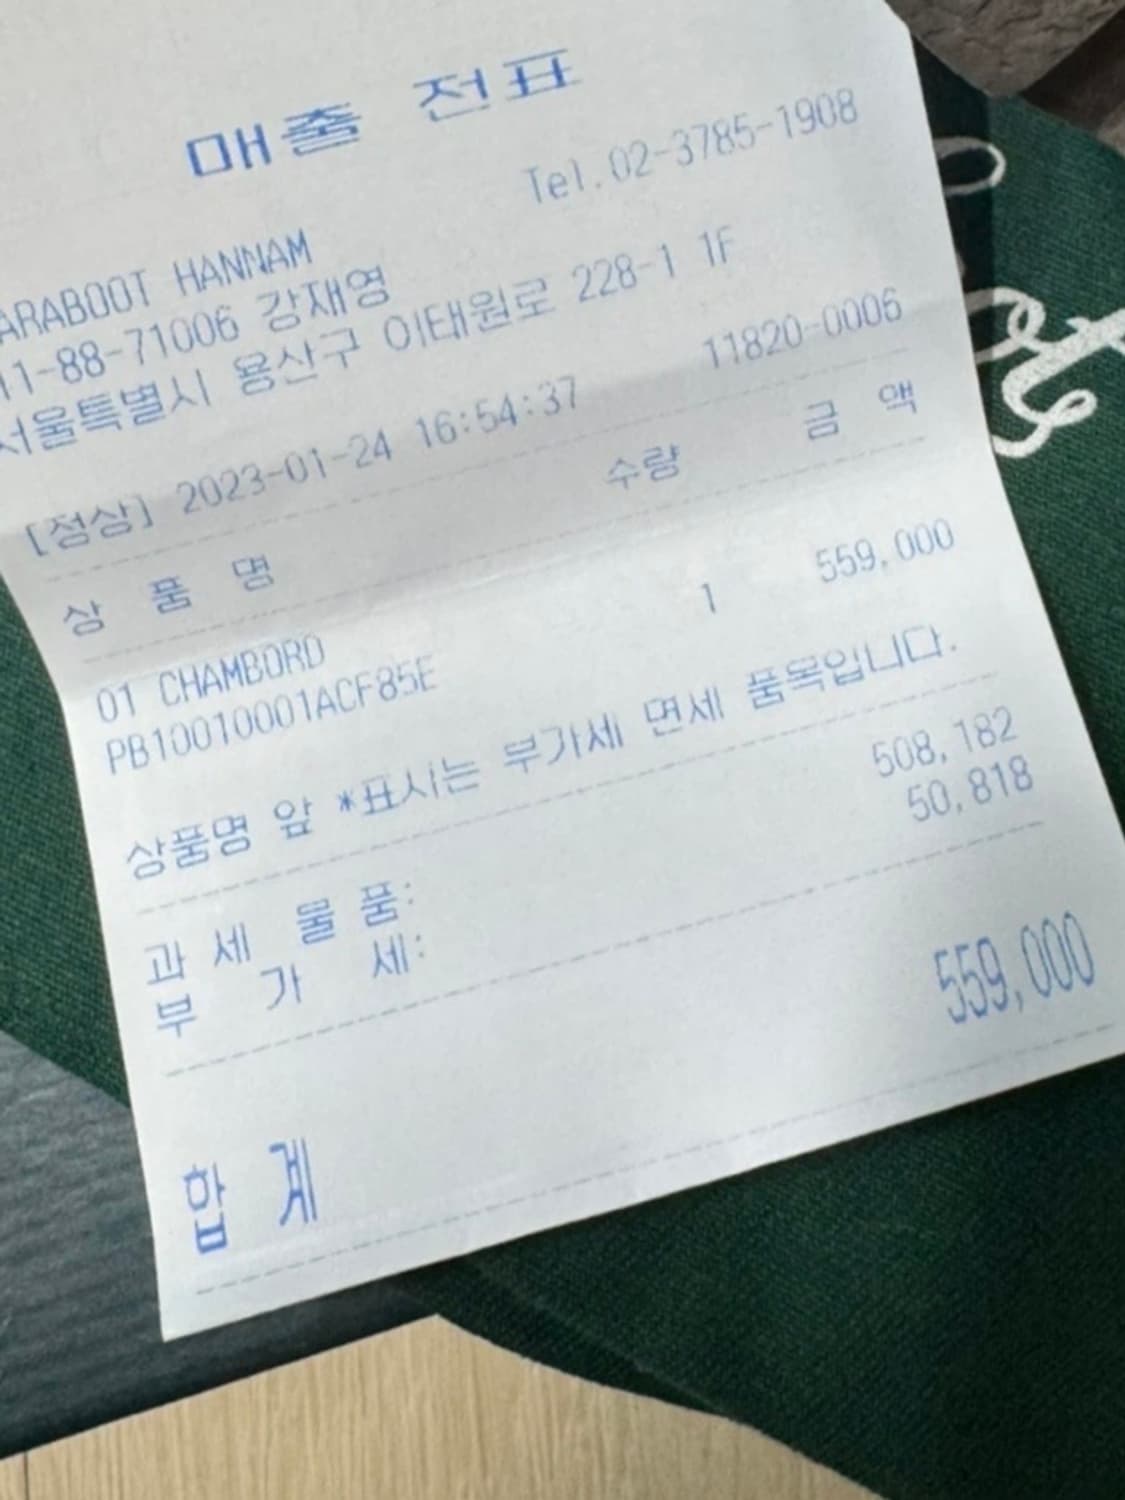 매출 전표
Tel.02-3785-1908
ARABOOT HANNAM
11-88-71006 강재영
서울특별시 용산구 이태원로 228-1 1F
[정상] 2023-01-24 16:54:37 11820-0006
상 품 명 수량 금 액
01 CHAMBORD 1 559,000
PB10010001ACF85E
상품명 앞 *표시는 부가세 면세 품목입니다.
과 세 물 품: 508,182
부 가 세: 50,818
합 계 559,000